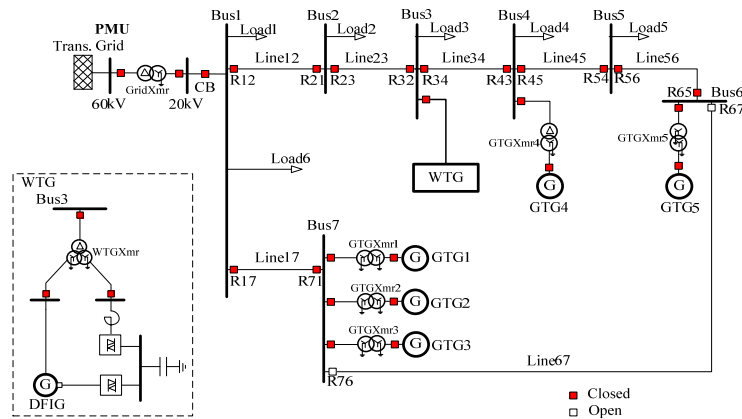 Bus1
Bus2
Bus3
Bus4
Bus5
PMU
Trans. Grid
Load1
Load2
Load3
Load4
Load5
GridXmr
CB
60kV
20kV
Line12
Line23
Line34
Line45
Line56
R12
R21
R23
R32
R34
R43
R45
R54
R56
R65
Bus6
R67
GTGXmr4
GTGXmr5
Load6
WTG
G
GTG4
G
GTG5
WTG
Bus3
WTGXmr
G
DFIG
Bus7
Line17
R17
R71
GTGXmr1
G
GTG1
GTGXmr2
G
GTG2
GTGXmr3
G
GTG3
R76
Line67
Closed
Open